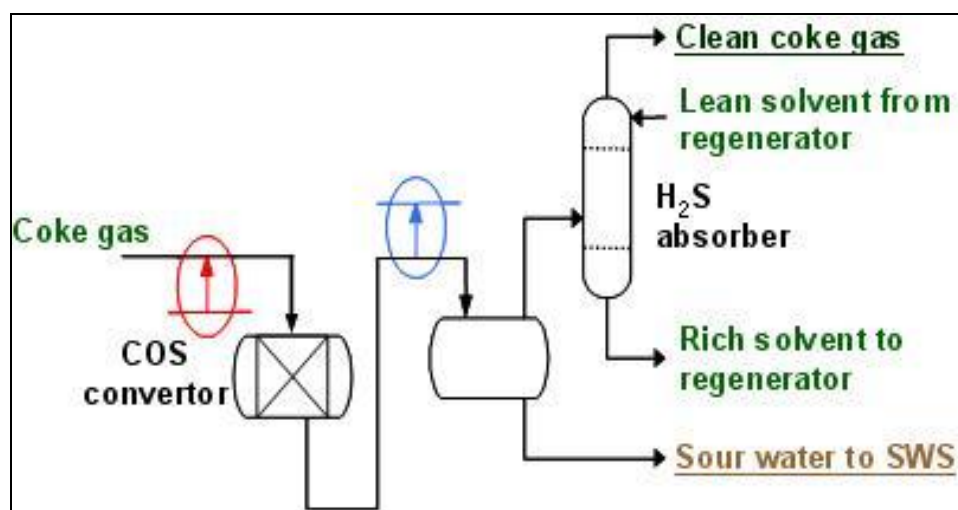 Clean coke gas
Lean solvent from
regenerator
H₂S
absorber
Coke gas
COS
convertor
Rich solvent to
regenerator
Sour water to SWS